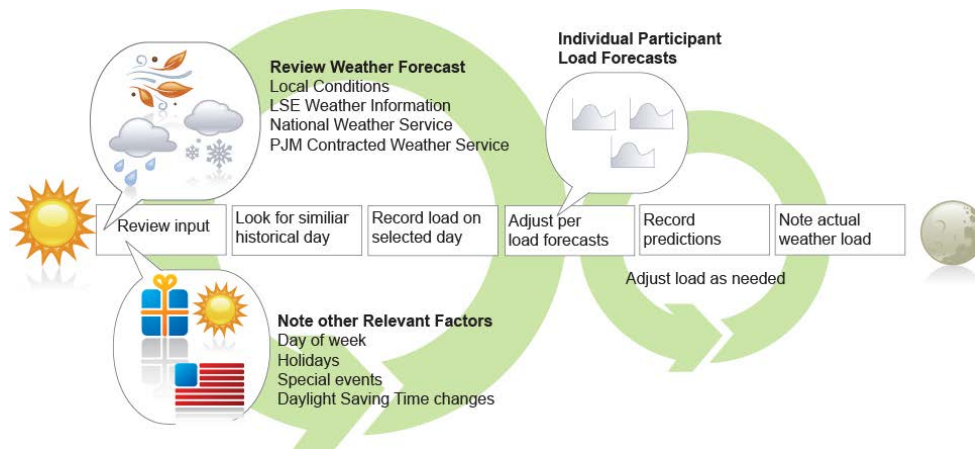 Review Weather Forecast
Local Conditions
LSE Weather Information
National Weather Service
PJM Contracted Weather Service
Individual Participant
Load Forecasts
Review input
Look for similiar
historical day
Record load on
selected day
Adjust per
load forecasts
Record
predictions
Note actual
weather load
Adjust load as needed
Note other Relevant Factors
Day of week
Holidays
Special events
Daylight Saving Time changes